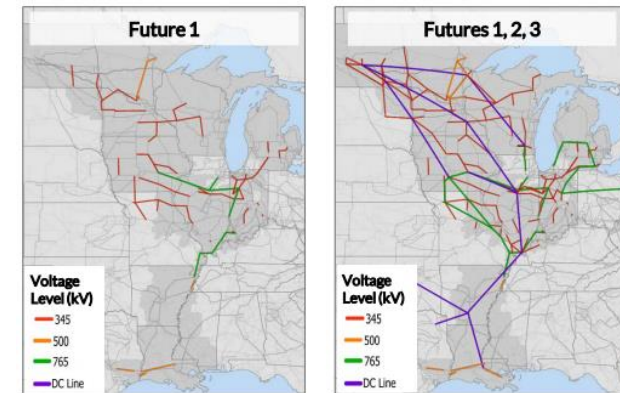 Future 1
Voltage
Level (kV)
345
500
765
DC Line
Futures 1, 2, 3
Voltage
Level (kV)
345
500
765
DC Line